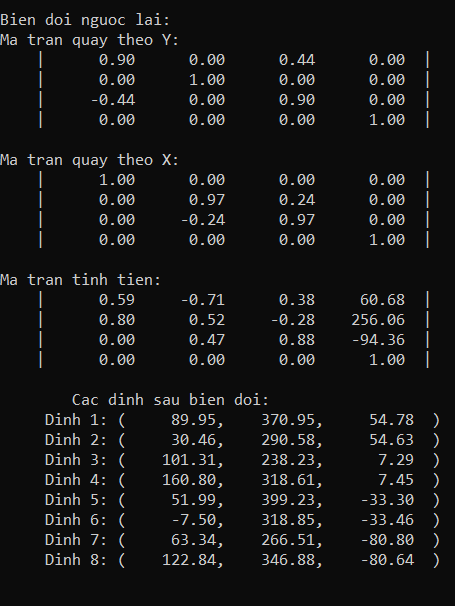 Bien doi nguoc lai:
Ma tran quay theo Y:
| 0.90 0.00 0.44 0.00 |
| 0.00 1.00 0.00 0.00 |
| -0.44 0.00 0.90 0.00 |
| 0.00 0.00 0.00 1.00 |
Ma tran quay theo X:
| 1.00 0.00 0.00 0.00 |
| 0.00 0.97 0.24 0.00 |
| 0.00 -0.24 0.97 0.00 |
| 0.00 0.00 0.00 1.00 |
Ma tran tinh tien:
| 0.59 -0.71 0.38 60.68 |
| 0.80 0.52 -0.28 256.06 |
| 0.00 0.47 0.88 -94.36 |
| 0.00 0.00 0.00 1.00 |
Cac dinh sau bien doi:
Dinh 1: ( 89.95, 370.95, 54.78 )
Dinh 2: ( 30.46, 290.58, 54.63 )
Dinh 3: ( 101.31, 238.23, 7.29 )
Dinh 4: ( 160.80, 318.61, 7.45 )
Dinh 5: ( 51.99, 399.23, -33.30 )
Dinh 6: ( -7.50, 318.85, -33.46 )
Dinh 7: ( 63.34, 266.51, -80.80 )
Dinh 8: ( 122.84, 346.88, -80.64 )